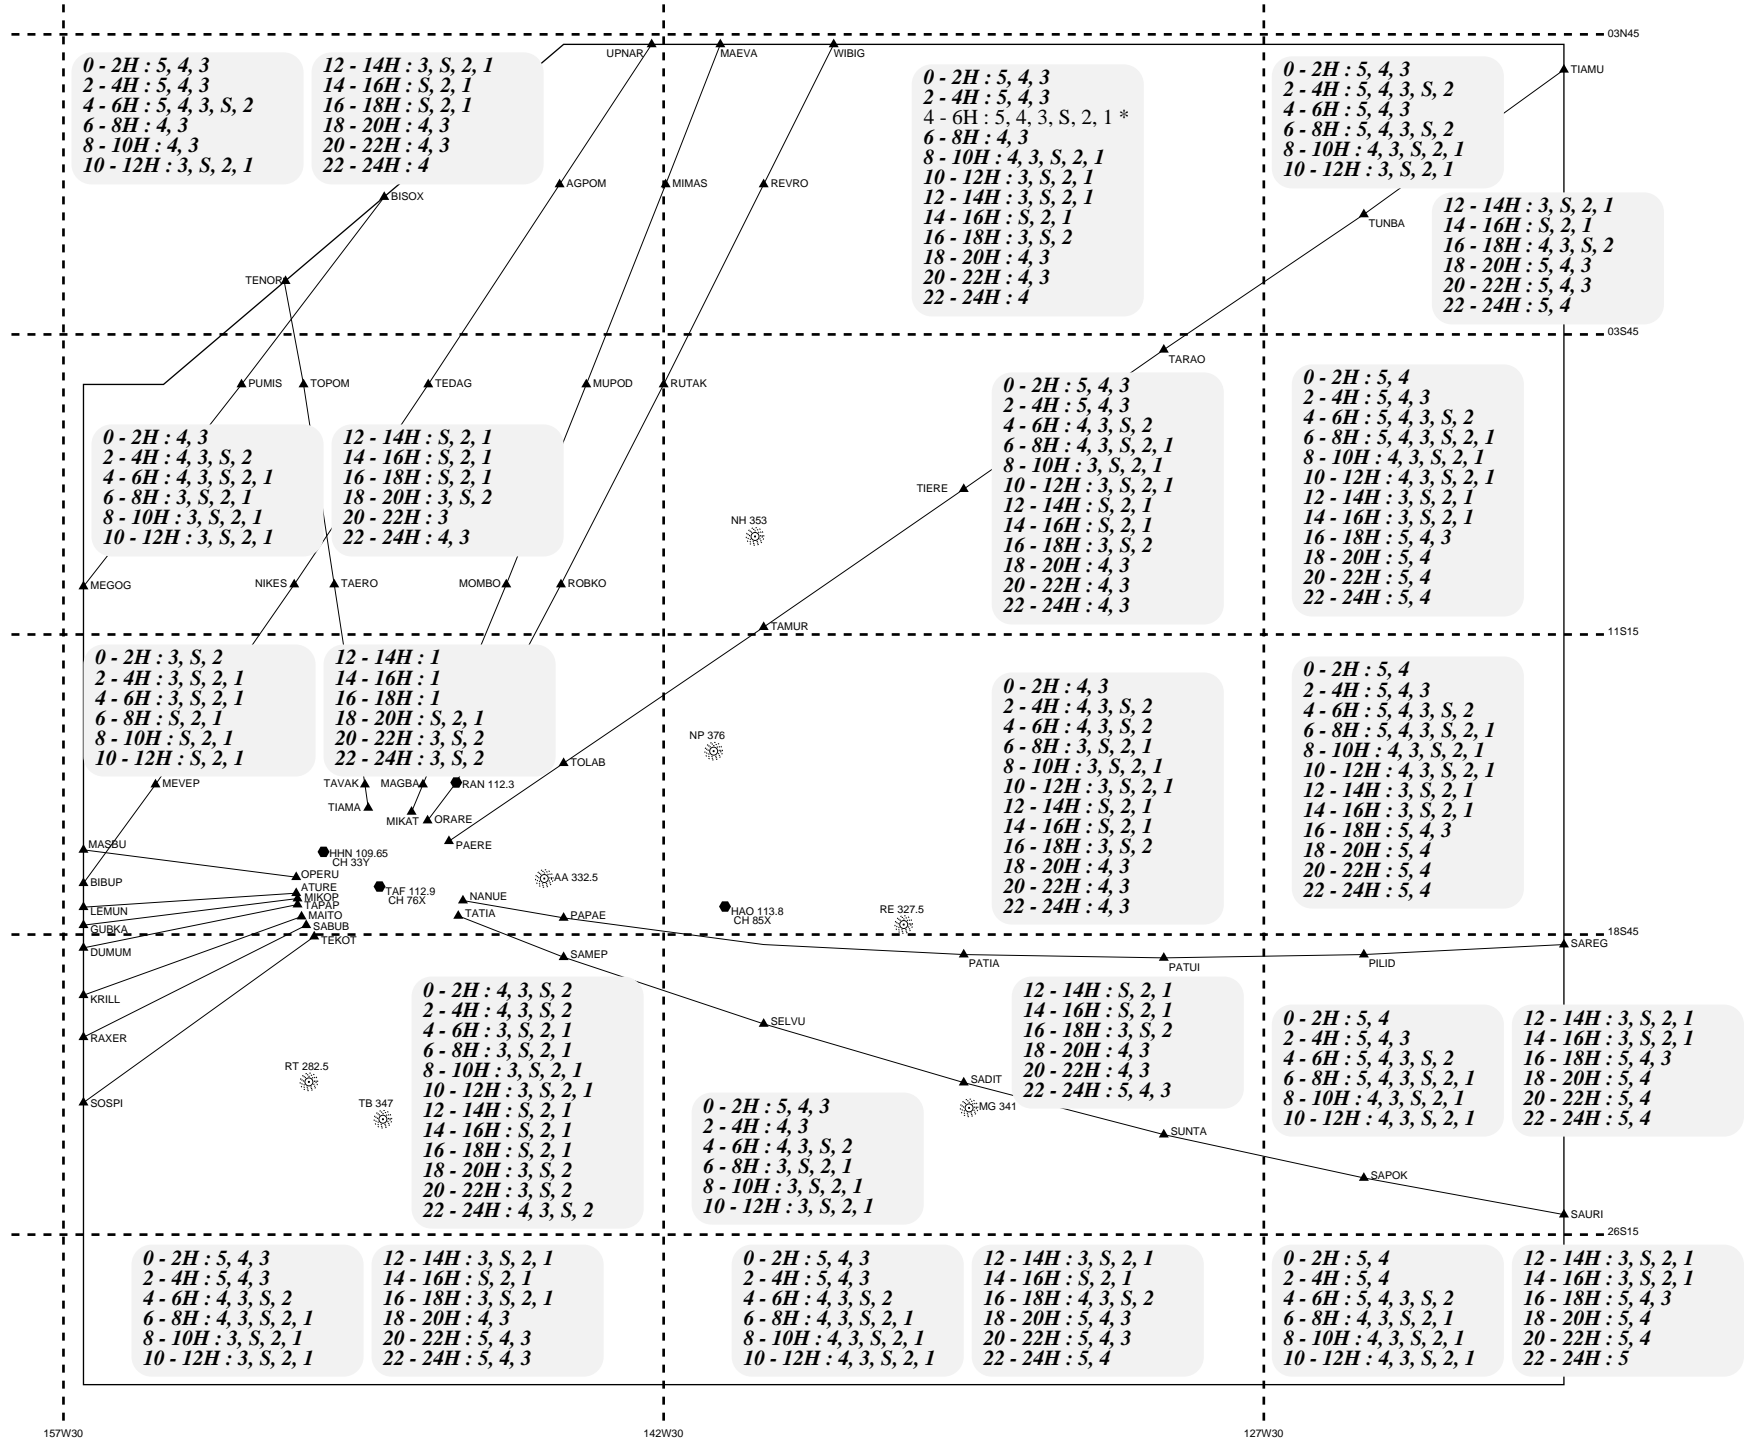 03N45
UPNAR
MAEVA
WIBIG
TIAMU
0 - 2H : 5, 4, 3
2 - 4H : 5, 4, 3
4 - 6H : 5, 4, 3, S, 2
6 - 8H : 4, 3
8 - 10H : 4, 3
10 - 12H : 3, S, 2, 1
12 - 14H : 3, S, 2, 1
14 - 16H : S, 2, 1
16 - 18H : S, 2, 1
18 - 20H : 4, 3
20 - 22H : 4, 3
22 - 24H : 4
0 - 2H : 5, 4, 3
2 - 4H : 5, 4, 3
4 - 6H : 5, 4, 3, S, 2, 1 *
6 - 8H : 4, 3
8 - 10H : 4, 3, S, 2, 1
10 - 12H : 3, S, 2, 1
12 - 14H : 3, S, 2, 1
14 - 16H : S, 2, 1
16 - 18H : 3, S, 2
18 - 20H : 4, 3
20 - 22H : 4, 3
22 - 24H : 4
0 - 2H : 5, 4, 3
2 - 4H : 5, 4, 3, S, 2
4 - 6H : 5, 4, 3
6 - 8H : 5, 4, 3, S, 2
8 - 10H : 4, 3, S, 2, 1
10 - 12H : 3, S, 2, 1
12 - 14H : 3, S, 2, 1
14 - 16H : S, 2, 1
16 - 18H : 4, 3, S, 2
18 - 20H : 5, 4, 3
20 - 22H : 5, 4, 3
22 - 24H : 5, 4
BISOX
AGPOM
MIMAS
REVRO
TUNBA
TENOR
03S45
TARAO
PUMIS
TOPOM
TEDAG
MUPOD
RUTAK
0 - 2H : 4, 3
2 - 4H : 4, 3, S, 2
4 - 6H : 4, 3, S, 2, 1
6 - 8H : 3, S, 2, 1
8 - 10H : 3, S, 2, 1
10 - 12H : 3, S, 2, 1
12 - 14H : S, 2, 1
14 - 16H : S, 2, 1
16 - 18H : S, 2, 1
18 - 20H : 3, S, 2
20 - 22H : 3
22 - 24H : 4, 3
0 - 2H : 5, 4, 3
2 - 4H : 5, 4, 3
4 - 6H : 4, 3, S, 2
6 - 8H : 4, 3, S, 2, 1
8 - 10H : 3, S, 2, 1
10 - 12H : 3, S, 2, 1
12 - 14H : S, 2, 1
14 - 16H : S, 2, 1
16 - 18H : 3, S, 2
18 - 20H : 4, 3
20 - 22H : 4, 3
22 - 24H : 4, 3
0 - 2H : 5, 4
2 - 4H : 5, 4, 3
4 - 6H : 5, 4, 3, S, 2
6 - 8H : 5, 4, 3, S, 2, 1
8 - 10H : 4, 3, S, 2, 1
10 - 12H : 4, 3, S, 2, 1
12 - 14H : 3, S, 2, 1
14 - 16H : 3, S, 2, 1
16 - 18H : 5, 4, 3
18 - 20H : 5, 4
20 - 22H : 5, 4
22 - 24H : 5, 4
TIERE
NH 353
MEGOG
NIKES
TAERO
MOMBO
ROBKO
TAMUR
11S15
0 - 2H : 3, S, 2
2 - 4H : 3, S, 2, 1
4 - 6H : 3, S, 2, 1
6 - 8H : S, 2, 1
8 - 10H : S, 2, 1
10 - 12H : S, 2, 1
12 - 14H : 1
14 - 16H : 1
16 - 18H : 1
18 - 20H : S, 2, 1
20 - 22H : 3, S, 2
22 - 24H : 3, S, 2
0 - 2H : 4, 3
2 - 4H : 4, 3, S, 2
4 - 6H : 4, 3, S, 2
6 - 8H : 3, S, 2, 1
8 - 10H : 3, S, 2, 1
10 - 12H : 3, S, 2, 1
12 - 14H : S, 2, 1
14 - 16H : S, 2, 1
16 - 18H : 3, S, 2
18 - 20H : 4, 3
20 - 22H : 4, 3
22 - 24H : 4, 3
0 - 2H : 5, 4
2 - 4H : 5, 4, 3
4 - 6H : 5, 4, 3, S, 2
6 - 8H : 5, 4, 3, S, 2, 1
8 - 10H : 4, 3, S, 2, 1
10 - 12H : 4, 3, S, 2, 1
12 - 14H : 3, S, 2, 1
14 - 16H : 3, S, 2, 1
16 - 18H : 5, 4, 3
18 - 20H : 5, 4
20 - 22H : 5, 4
22 - 24H : 5, 4
NP 376
TOLAB
MEVEP
TAVAK
MAGBA
RAN 112.3
TIAMA
MIKAT
ORARE
PAERE
MASBU
HHN 109.65
CH 33Y
OPERU
BIBUP
ATURE
MIKOP
TAPAP
MAITO
SABUB
TEKOT
TAF 112.9
CH 76X
AA 332.5
NANUE
TATIA
PAPAE
HAO 113.8
CH 85X
RE 327.5
LEMUN
GUBKA
DUMUM
18S45
SAREG
SAMEP
PATIA
PATUI
PILID
KRILL
RAXER
SOSPI
0 - 2H : 4, 3, S, 2
2 - 4H : 4, 3, S, 2
4 - 6H : 3, S, 2, 1
6 - 8H : 3, S, 2, 1
8 - 10H : 3, S, 2, 1
10 - 12H : 3, S, 2, 1
12 - 14H : S, 2, 1
14 - 16H : S, 2, 1
16 - 18H : S, 2, 1
18 - 20H : 3, S, 2
20 - 22H : 3, S, 2
22 - 24H : 4, 3, S, 2
SELVU
12 - 14H : S, 2, 1
14 - 16H : S, 2, 1
16 - 18H : 3, S, 2
18 - 20H : 4, 3
20 - 22H : 4, 3
22 - 24H : 5, 4, 3
0 - 2H : 5, 4
2 - 4H : 5, 4, 3
4 - 6H : 5, 4, 3, S, 2
6 - 8H : 5, 4, 3, S, 2, 1
8 - 10H : 4, 3, S, 2, 1
10 - 12H : 4, 3, S, 2, 1
12 - 14H : 3, S, 2, 1
14 - 16H : 3, S, 2, 1
16 - 18H : 5, 4, 3
18 - 20H : 5, 4
20 - 22H : 5, 4
22 - 24H : 5, 4
RT 282.5
TB 347
SADIT
MG 341
0 - 2H : 5, 4, 3
2 - 4H : 4, 3
4 - 6H : 4, 3, S, 2
6 - 8H : 3, S, 2, 1
8 - 10H : 3, S, 2, 1
10 - 12H : 3, S, 2, 1
SUNTA
SAPOK
SAURI
26S15
0 - 2H : 5, 4, 3
2 - 4H : 5, 4, 3
4 - 6H : 4, 3, S, 2
6 - 8H : 4, 3, S, 2, 1
8 - 10H : 3, S, 2, 1
10 - 12H : 3, S, 2, 1
12 - 14H : 3, S, 2, 1
14 - 16H : S, 2, 1
16 - 18H : 3, S, 2, 1
18 - 20H : 4, 3
20 - 22H : 5, 4, 3
22 - 24H : 5, 4, 3
0 - 2H : 5, 4, 3
2 - 4H : 5, 4, 3
4 - 6H : 4, 3, S, 2
6 - 8H : 4, 3, S, 2, 1
8 - 10H : 4, 3, S, 2, 1
10 - 12H : 4, 3, S, 2, 1
12 - 14H : 3, S, 2, 1
14 - 16H : S, 2, 1
16 - 18H : 4, 3, S, 2
18 - 20H : 5, 4, 3
20 - 22H : 5, 4, 3
22 - 24H : 5, 4
0 - 2H : 5, 4
2 - 4H : 5, 4
4 - 6H : 5, 4, 3, S, 2
6 - 8H : 4, 3, S, 2, 1
8 - 10H : 4, 3, S, 2, 1
10 - 12H : 4, 3, S, 2, 1
12 - 14H : 3, S, 2, 1
14 - 16H : 3, S, 2, 1
16 - 18H : 5, 4, 3
18 - 20H : 5, 4
20 - 22H : 5, 4
22 - 24H : 5
157W30
142W30
127W30